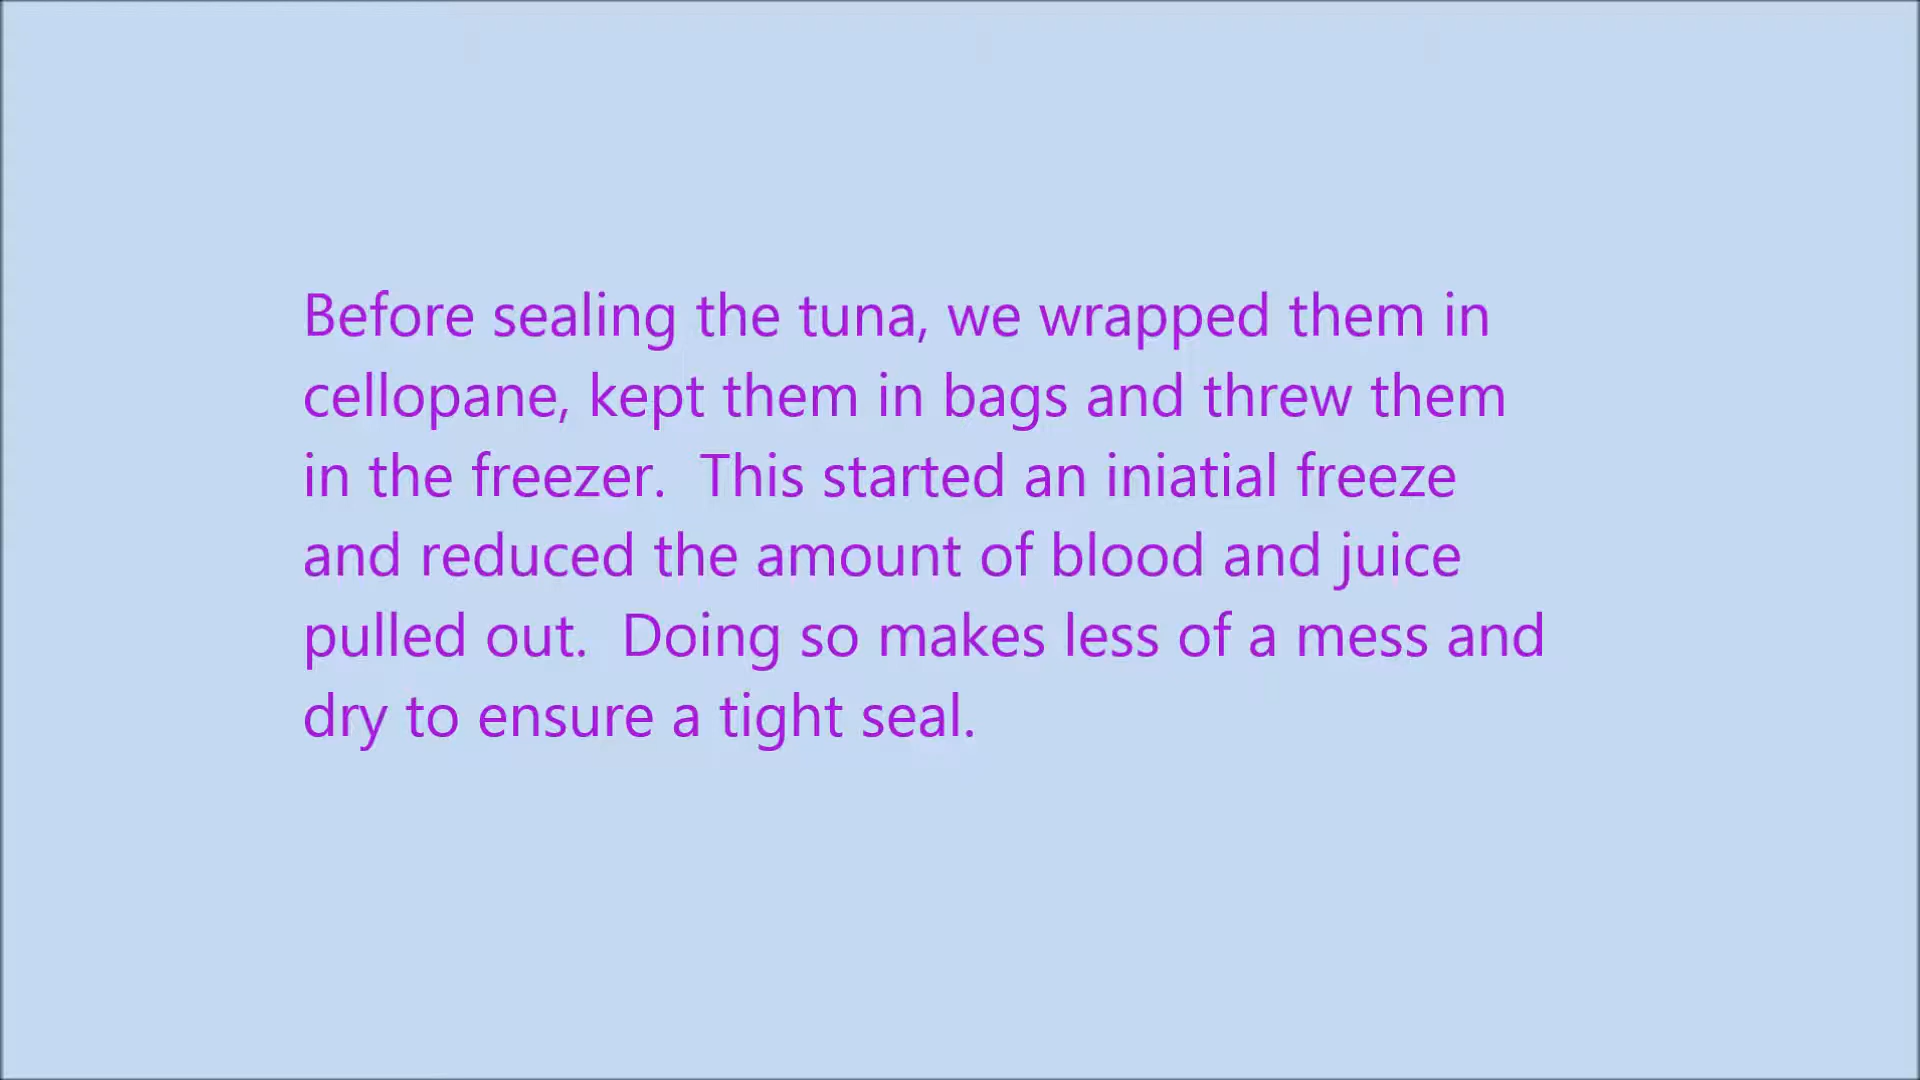 Before sealing the tuna, we wrapped them in
cellopane, kept them in bags and threw them
in the freezer.  This started an iniatial freeze
and reduced the amount of blood and juice
pulled out.  Doing so makes less of a mess and
dry to ensure a tight seal.